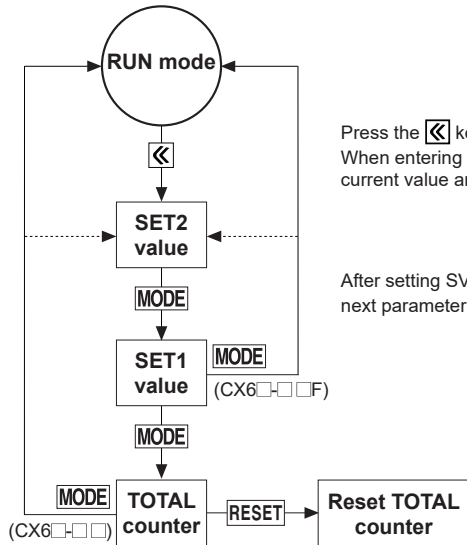 RUN mode
≪
Press the ≪ k
When entering
current value a
SET2
value
MODE
After setting SV
next parameter
SET1
value
MODE
(CX6□-□□F)
MODE
MODE
(CX6□-□□)
TOTAL
counter
RESET
Reset TOTAL
counter